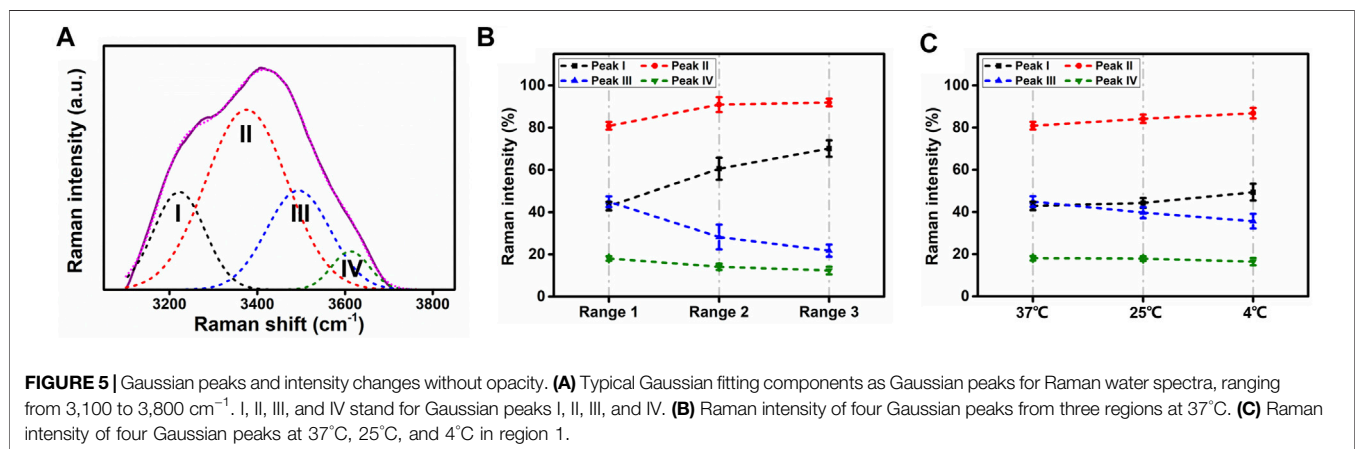 A
Raman intensity (a.u.)
I
II
III
IV
3200 3400 3600 3800
Raman shift (cm⁻¹)
B
Peak I Peak II
Peak III Peak IV
Raman intensity (%)
100
80
60
40
20
0
Range 1 Range 2 Range 3
C
Peak I Peak II
Peak III Peak IV
Raman intensity (%)
100
80
60
40
20
0
37℃ 25℃ 4℃
FIGURE 5 | Gaussian peaks and intensity changes without opacity. (A) Typical Gaussian fitting components as Gaussian peaks for Raman water spectra, ranging
from 3,100 to 3,800 cm⁻¹. I, II, III, and IV stand for Gaussian peaks I, II, III, and IV. (B) Raman intensity of four Gaussian peaks from three regions at 37°C. (C) Raman
intensity of four Gaussian peaks at 37°C, 25°C, and 4°C in region 1.